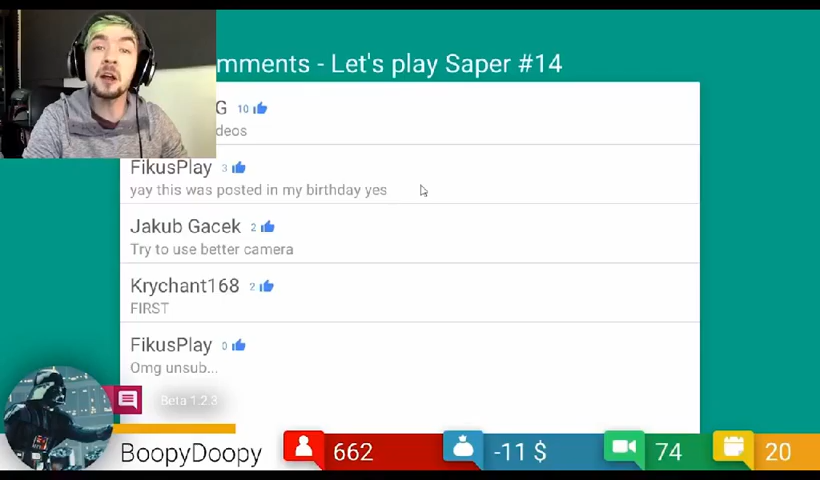 mments - Let's play Saper #14
G 10
deos
FikusPlay 3
yay this was posted in my birthday yes
Jakub Gacek 2
Try to use better camera
Krychant168 2
FIRST
FikusPlay 0
Omg unsub...
Beta 1.2.3
BoopyDoopy
662
-11 $
74
20